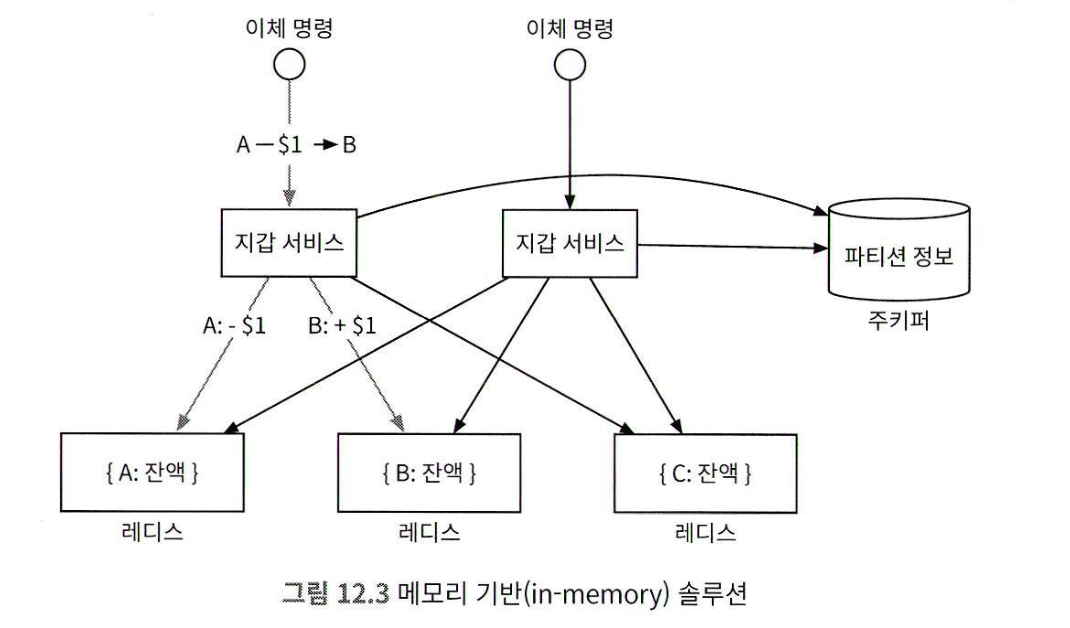 이체 명령
이체 명령
A — $1 → B
지갑 서비스
지갑 서비스
파티션 정보
주키퍼
A: - $1
B: + $1
{ A: 잔액 }
{ B: 잔액 }
{ C: 잔액 }
레디스
레디스
레디스
그림 12.3 메모리 기반(in-memory) 솔루션